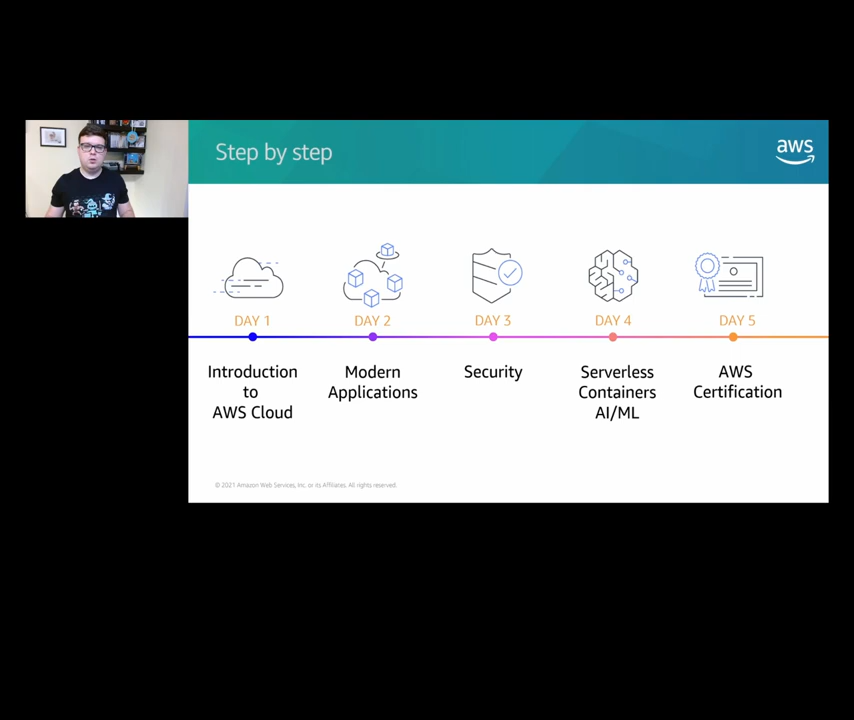 Step by step
aws
DAY 1
DAY 2
DAY 3
DAY 4
DAY 5
Introduction
to
AWS Cloud
Modern
Applications
Security
Serverless
Containers
AI/ML
AWS
Certification
© 2021 Amazon Web Services, Inc. or its Affiliates. All rights reserved.